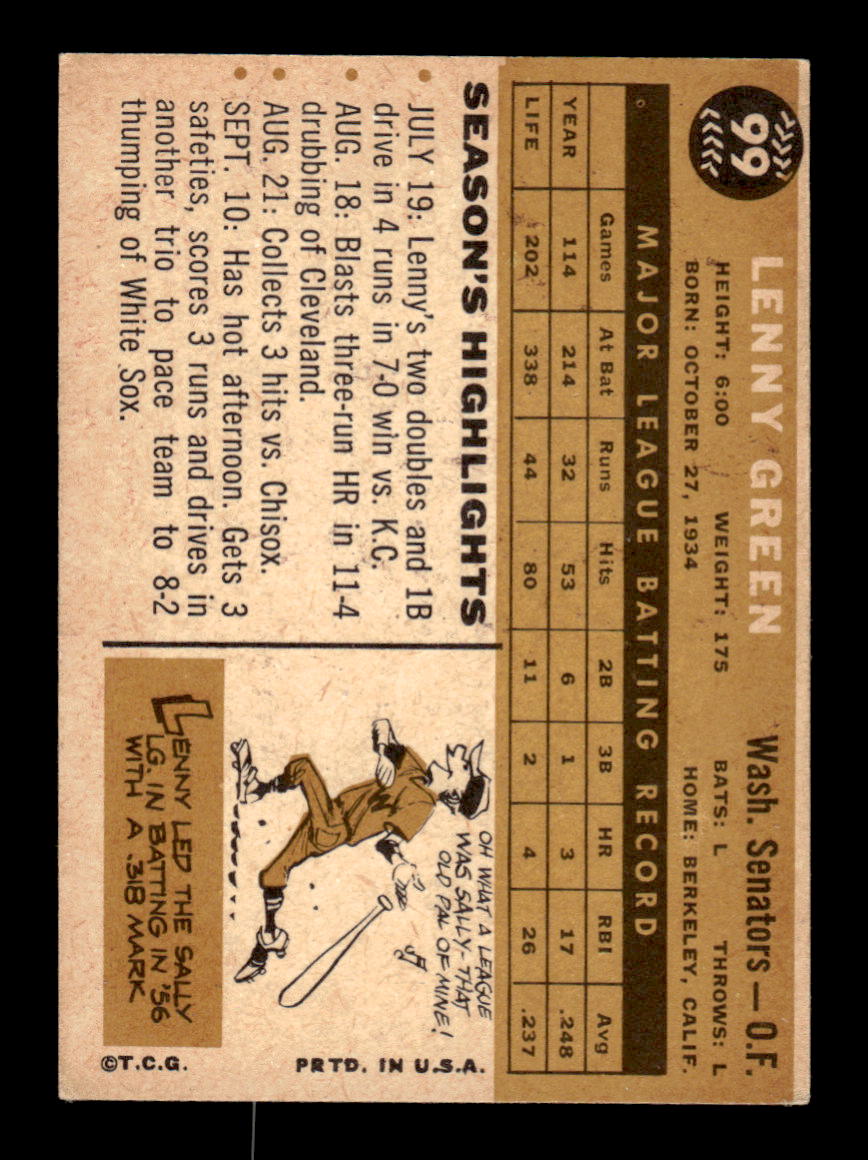 99
LENNY GREEN Wash. Senators—O.F.
HEIGHT: 6:00 WEIGHT: 175 BATS: L THROWS: L
BORN: OCTOBER 27, 1934 HOME: BERKELEY, CALIF.
MAJOR LEAGUE BATTING RECORD
Games At Bat Runs Hits 2B 3B HR RBI Avg
YEAR 114 214 32 53 6 1 3 17 .248
LIFE 202 338 44 80 11 2 4 26 .237
SEASON'S HIGHLIGHTS
• JULY 19: Lenny's two doubles and 1B
drive in 4 runs in 7-0 win vs. K.C.
• AUG. 18: Blasts three-run HR in 11-4
drubbing of Cleveland.
• AUG. 21: Collects 3 hits vs. Chisox.
• SEPT. 10: Has hot afternoon. Gets 3
safeties, scores 3 runs and drives in
another trio to pace team to 8-2
thumping of White Sox.
OH WHAT A LEAGUE
WAS SALLY-THAT
OLD PAL OF MINE!
LENNY LED THE SALLY
LG. IN BATTING IN '56
WITH A .318 MARK
©T.C.G. PRTD. IN U.S.A.